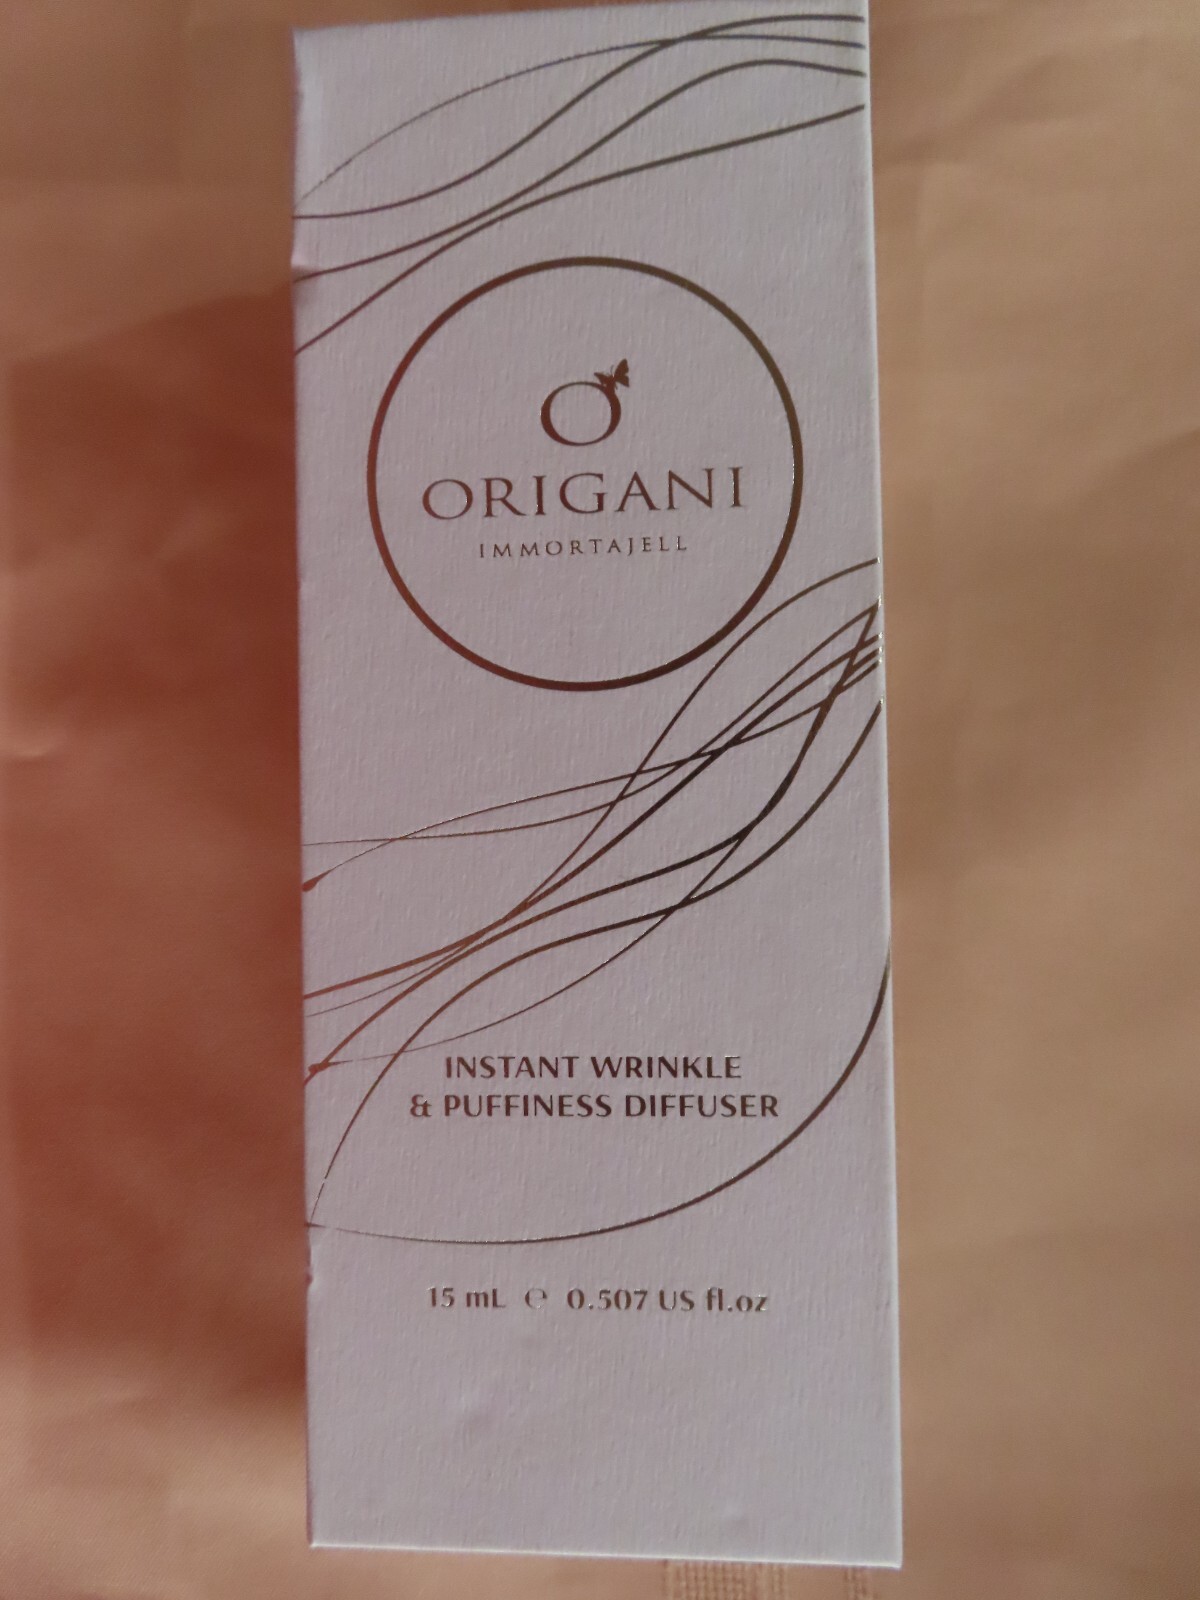 O
ORIGANI
IMMORTAJELL
INSTANT WRINKLE
& PUFFINESS DIFFUSER
15 mL ℮ 0.507 US fl.oz